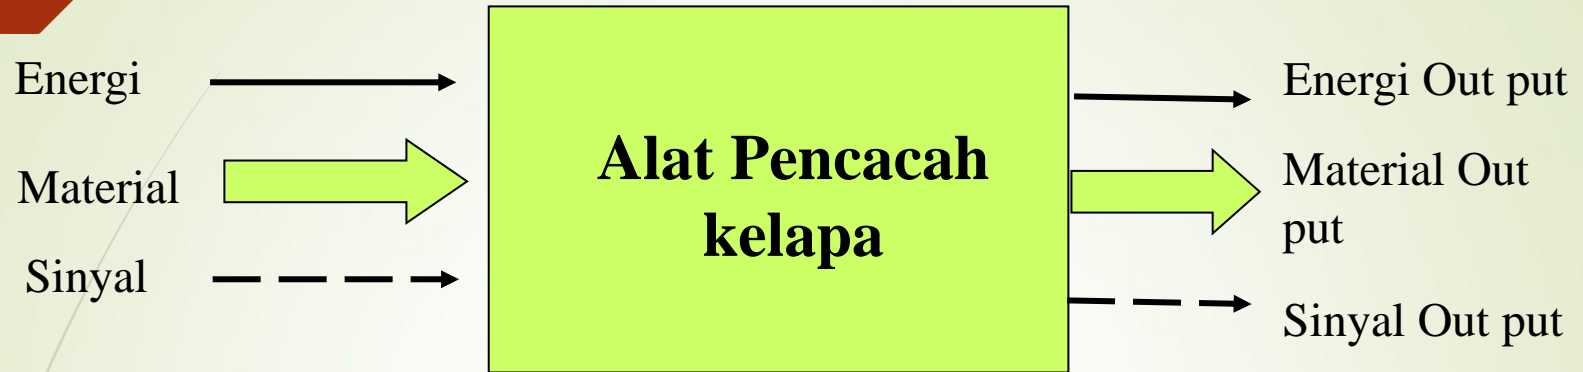 Energi
Material
Sinyal
Alat Pencacah
kelapa
Energi Out put
Material Out
put
Sinyal Out put